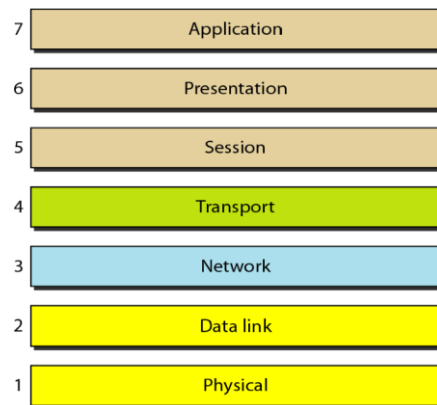 7 Application
6 Presentation
5 Session
4 Transport
3 Network
2 Data link
1 Physical